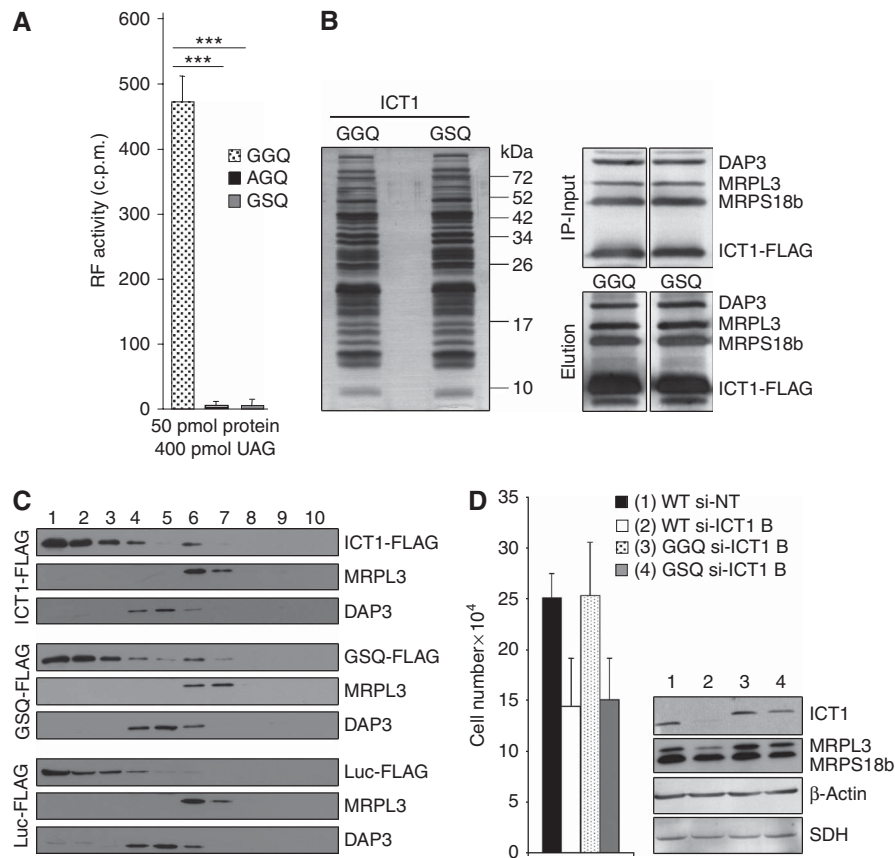 A
600
500
400
300
200
100
0
RF activity (c.p.m.)
***
***
GGQ
AGQ
GSQ
50 pmol protein
400 pmol UAG
B
ICT1
GGQ GSQ
kDa
72
52
42
34
26
17
10
IP-Input
DAP3
MRPL3
MRPS18b
ICT1-FLAG
GGQ GSQ
Elution
DAP3
MRPL3
MRPS18b
ICT1-FLAG
C
1 2 3 4 5 6 7 8 9 10
ICT1-FLAG
ICT1-FLAG
MRPL3
DAP3
GSQ-FLAG
GSQ-FLAG
MRPL3
DAP3
Luc-FLAG
Luc-FLAG
MRPL3
DAP3
D
35
30
25
20
15
10
5
0
Cell number×10⁴
(1) WT si-NT
(2) WT si-ICT1 B
(3) GGQ si-ICT1 B
(4) GSQ si-ICT1 B
1 2 3 4
ICT1
MRPL3
MRPS18b
β-Actin
SDH